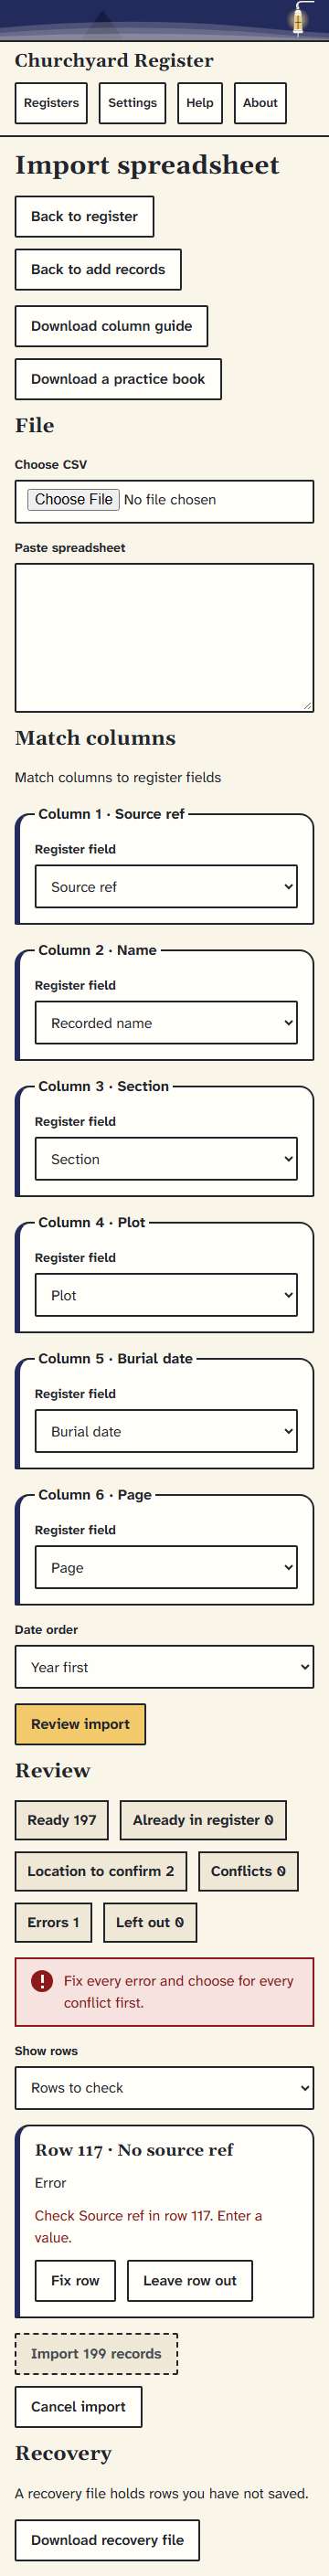 Churchyard Register
Registers
Settings
Help
About
Import spreadsheet
Back to register
Back to add records
Download column guide
Download a practice book
File
Choose CSV
Choose File No file chosen
Paste spreadsheet
Match columns
Match columns to register fields
Column 1 · Source ref
Register field
Source ref
Column 2 · Name
Register field
Recorded name
Column 3 · Section
Register field
Section
Column 4 · Plot
Register field
Plot
Column 5 · Burial date
Register field
Burial date
Column 6 · Page
Register field
Page
Date order
Year first
Review import
Review
Ready 197
Already in register 0
Location to confirm 2
Conflicts 0
Errors 1
Left out 0
Fix every error and choose for every
conflict first.
Show rows
Rows to check
Row 117 · No source ref
Error
Check Source ref in row 117. Enter a
value.
Fix row
Leave row out
Import 199 records
Cancel import
Recovery
A recovery file holds rows you have not saved.
Download recovery file